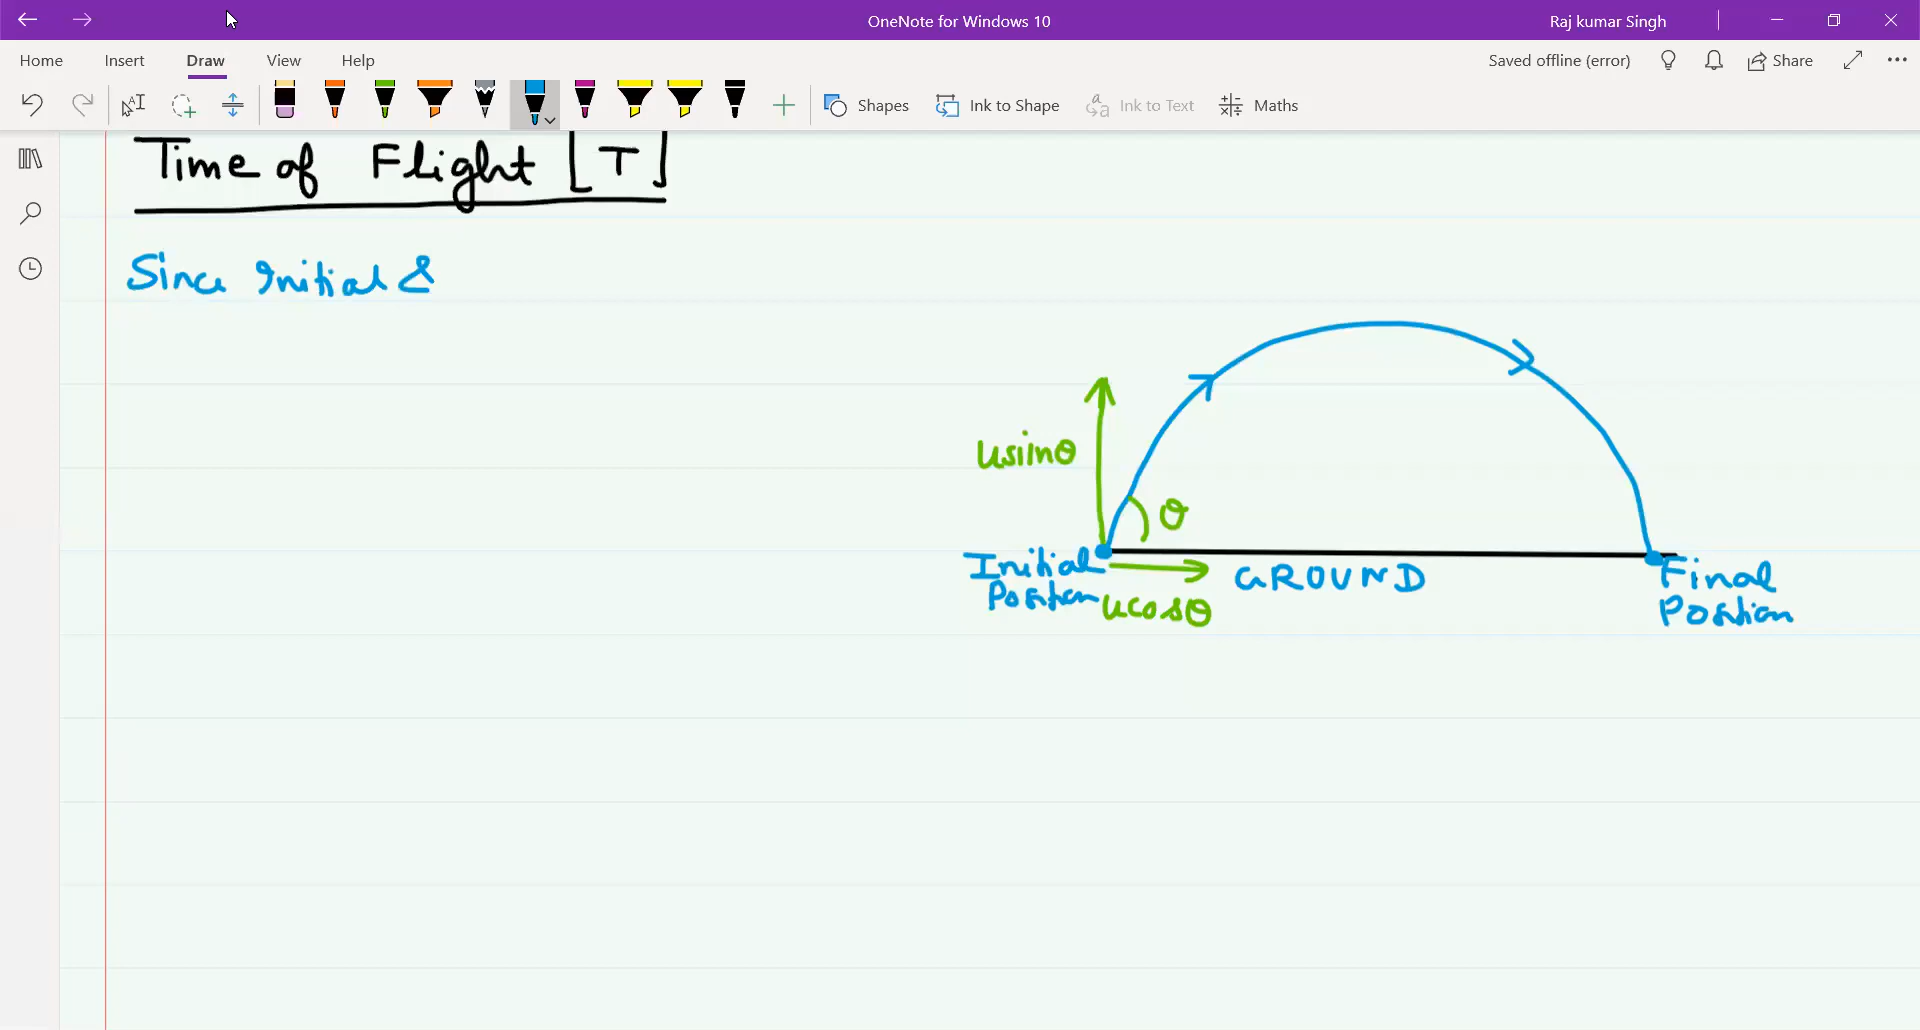 OneNote for Windows 10
Raj kumar Singh
Home Insert Draw View Help
Saved offline (error)
Share
Shapes
Ink to Shape
Ink to Text
Maths
Time of Flight [T]
Since Initial &
usinθ
θ
Initial
Position
ucosθ
GROUND
Final
Position